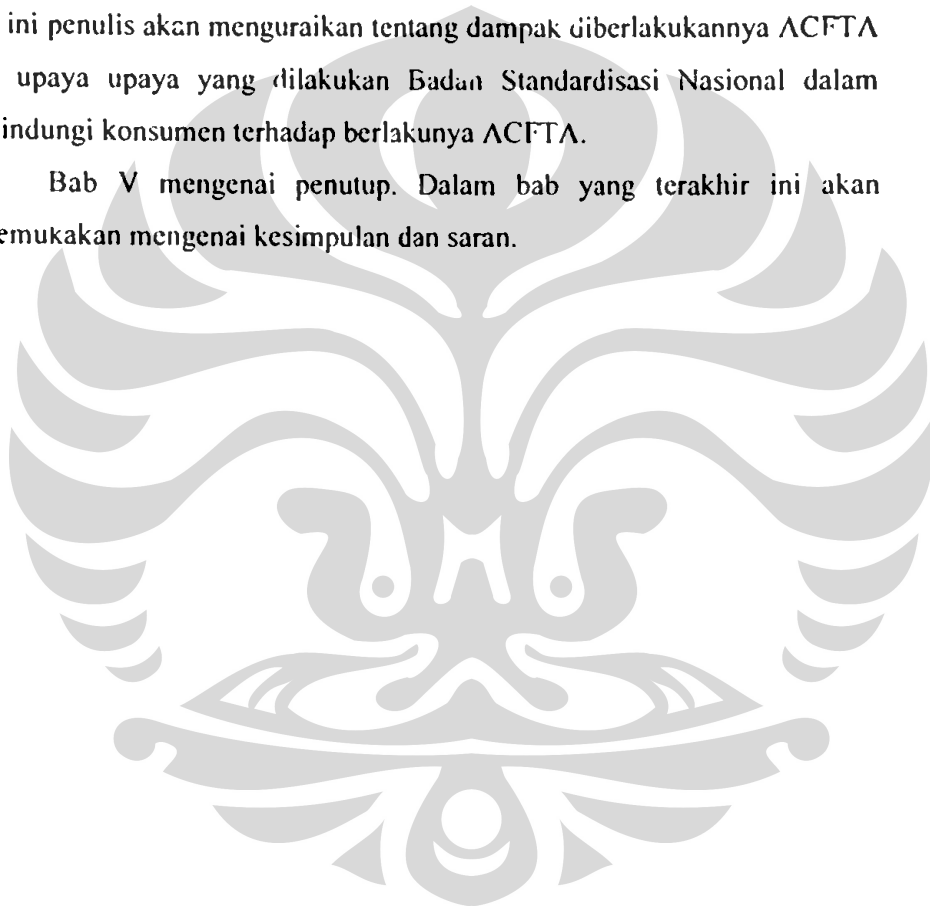 ini penulis akan menguraikan tentang dampak diberlakukannya ACFTA
upaya upaya yang dilakukan Badan Standardisasi Nasional dalam
indungi konsumen terhadap berlakunya ACFTA.
Bab V mengenai penutup. Dalam bab yang terakhir ini akan
emukakan mengenai kesimpulan dan saran.